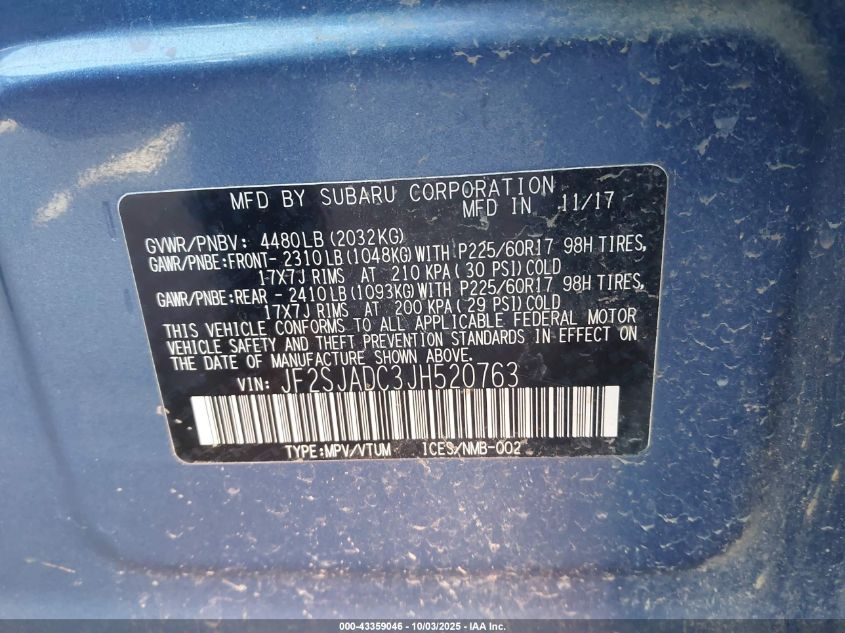 MFD BY SUBARU CORPORATION
MFD IN 11/17
GVWR/PNBV: 4480LB (2032KG)
GAWR/PNBE:FRONT- 2310LB (1048KG) WITH P225/60R17 98H TIRES,
17X7J RIMS AT 210 KPA ( 30 PSI) COLD
GAWR/PNBE:REAR - 2410LB (1093KG) WITH P225/60R17 98H TIRES,
17X7J RIMS AT 200 KPA ( 29 PSI) COLD
THIS VEHICLE CONFORMS TO ALL APPLICABLE FEDERAL MOTOR
VEHICLE SAFETY AND THEFT PREVENTION STANDARDS IN EFFECT ON
THE DATE OF MANUFACTURE SHOWN ABOVE.
VIN: JF2SJADC3JH520763
TYPE:MPV/VTUM ICES/NMB-002
000-43359046 - 10/03/2025 - IAA Inc.